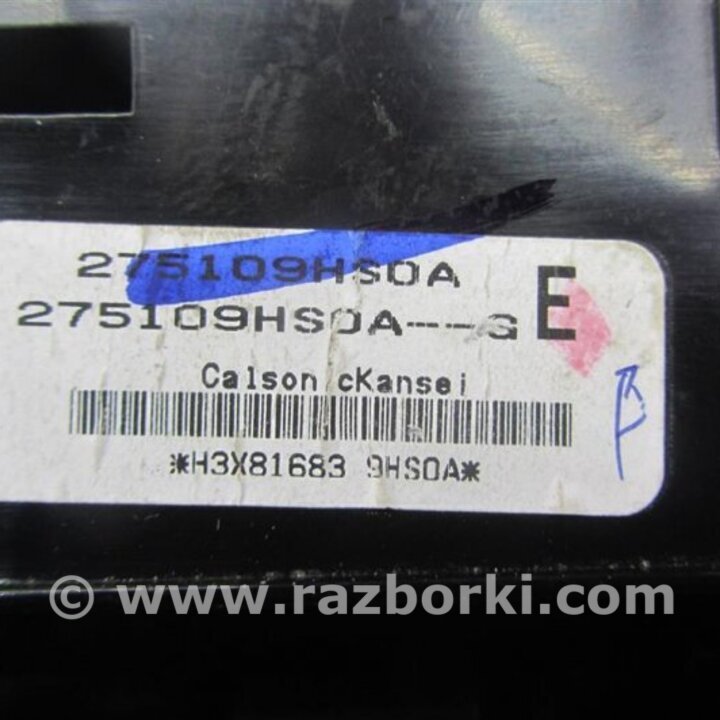 275109HS0A
275109HS0A---G E
Calson cKansei
*H3X81683 9HS0A*
© www.razborki.com